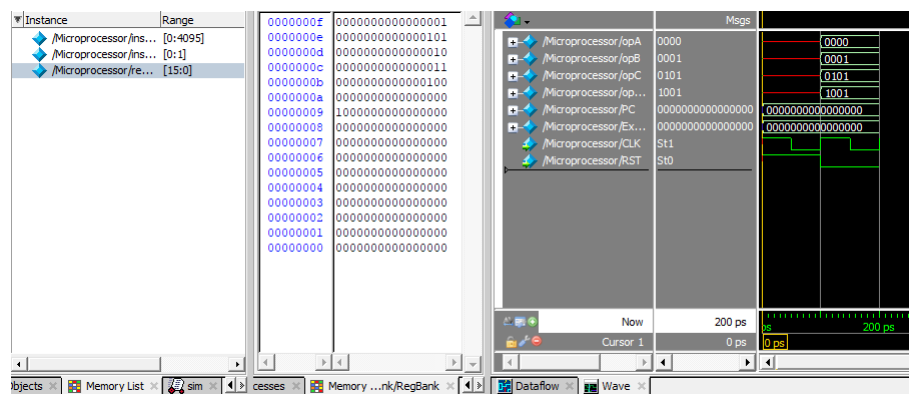 Instance Range
/Microprocessor/ins... [0:4095]
/Microprocessor/ins... [0:1]
/Microprocessor/re... [15:0]
0000000f 0000000000000001
0000000e 0000000000000101
0000000d 0000000000000010
0000000c 0000000000000011
0000000b 0000000000000100
0000000a 0000000000000000
00000009 1000000000000000
00000008 0000000000000000
00000007 0000000000000000
00000006 0000000000000000
00000005 0000000000000000
00000004 0000000000000000
00000003 0000000000000000
00000002 0000000000000000
00000001 0000000000000000
00000000 0000000000000000
Msgs
/Microprocessor/opA 0000 0000
/Microprocessor/opB 0001 0001
/Microprocessor/opC 0101 0101
/Microprocessor/op... 1001 1001
/Microprocessor/PC 0000000000000000 0000000000000000
/Microprocessor/Ex... 0000000000000000 0000000000000000
/Microprocessor/CLK St1
/Microprocessor/RST St0
Now 200 ps ps 200 ps
Cursor 1 0 ps 0 ps
bjects Memory List sim cesses Memory ...nk/RegBank Dataflow Wave